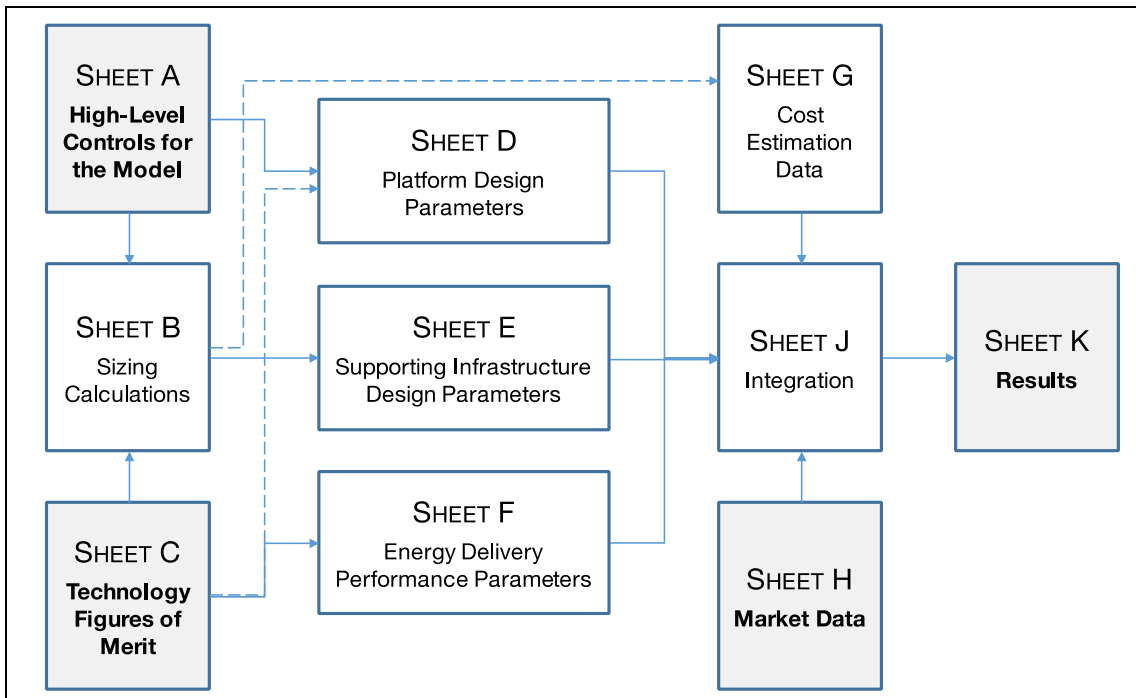 SHEET A
High-Level
Controls for
the Model
SHEET B
Sizing
Calculations
SHEET C
Technology
Figures of
Merit
SHEET D
Platform Design
Parameters
SHEET E
Supporting Infrastructure
Design Parameters
SHEET F
Energy Delivery
Performance Parameters
SHEET G
Cost
Estimation
Data
SHEET J
Integration
SHEET H
Market Data
SHEET K
Results